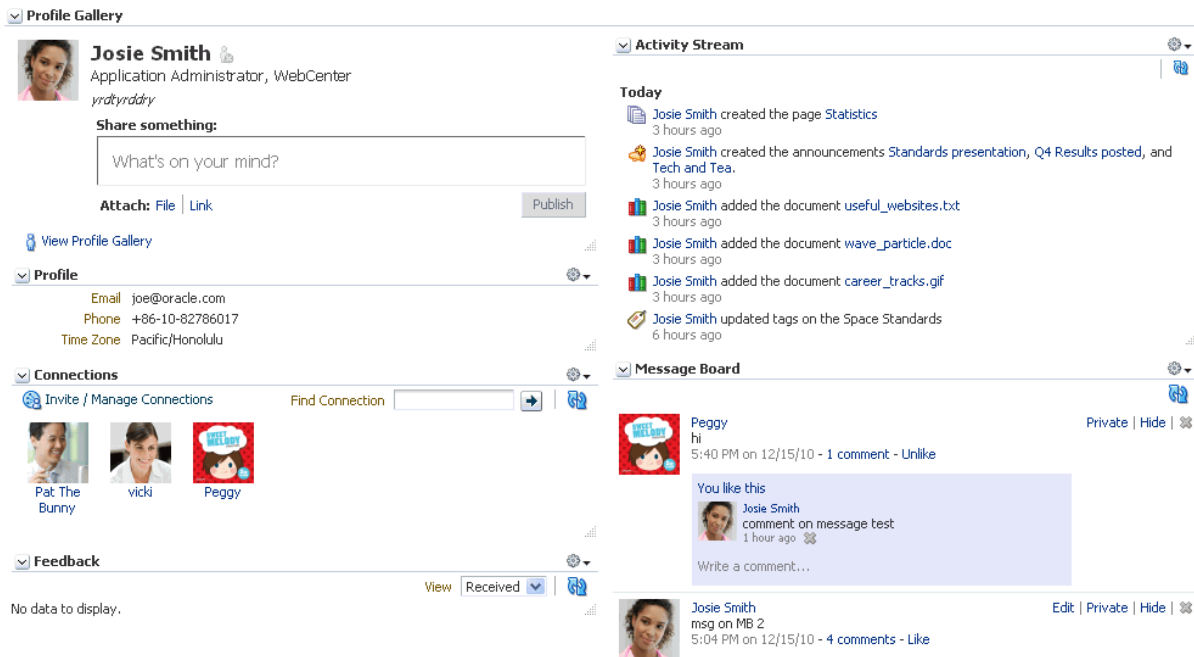 Profile Gallery
Josie Smith
Application Administrator, WebCenter
yrdtyrddry
Share something:
What's on your mind?
Attach: File | Link
Publish
View Profile Gallery
Profile
Email joe@oracle.com
Phone +86-10-82786017
Time Zone Pacific/Honolulu
Connections
Invite / Manage Connections
Find Connection
Pat The
Bunny
vicki
SWEET
MELODY
Peggy
Feedback
View Received
No data to display.
Activity Stream
Today
Josie Smith created the page Statistics
3 hours ago
Josie Smith created the announcements Standards presentation, Q4 Results posted, and
Tech and Tea.
3 hours ago
Josie Smith added the document useful_websites.txt
3 hours ago
Josie Smith added the document wave_particle.doc
3 hours ago
Josie Smith added the document career_tracks.gif
3 hours ago
Josie Smith updated tags on the Space Standards
6 hours ago
Message Board
SWEET
MELODY
Peggy
Private | Hide |
hi
5:40 PM on 12/15/10 - 1 comment - Unlike
You like this
Josie Smith
comment on message test
1 hour ago
Write a comment...
Josie Smith
Edit | Private | Hide |
msg on MB 2
5:04 PM on 12/15/10 - 4 comments - Like